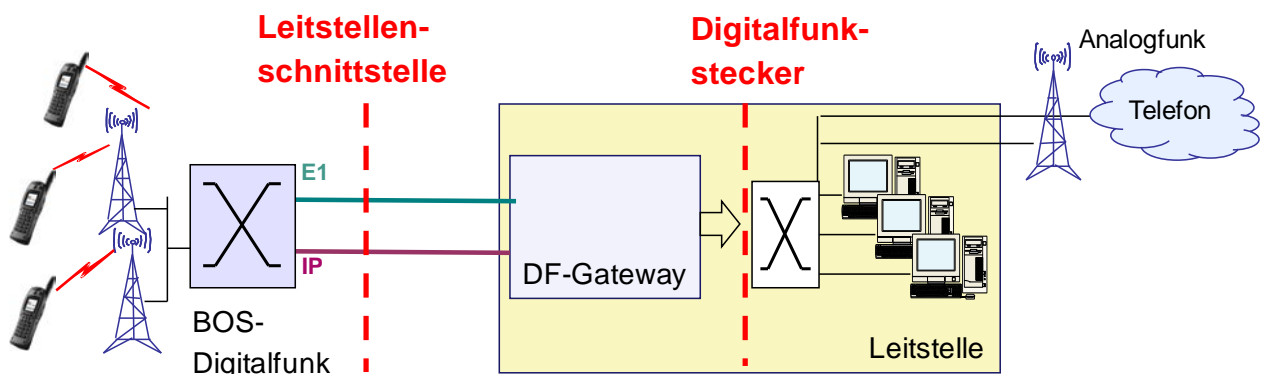 Leitstellen-
schnittstelle
Digitalfunk-
stecker
Analogfunk
Telefon
E1
IP
DF-Gateway
BOS-
Digitalfunk
Leitstelle